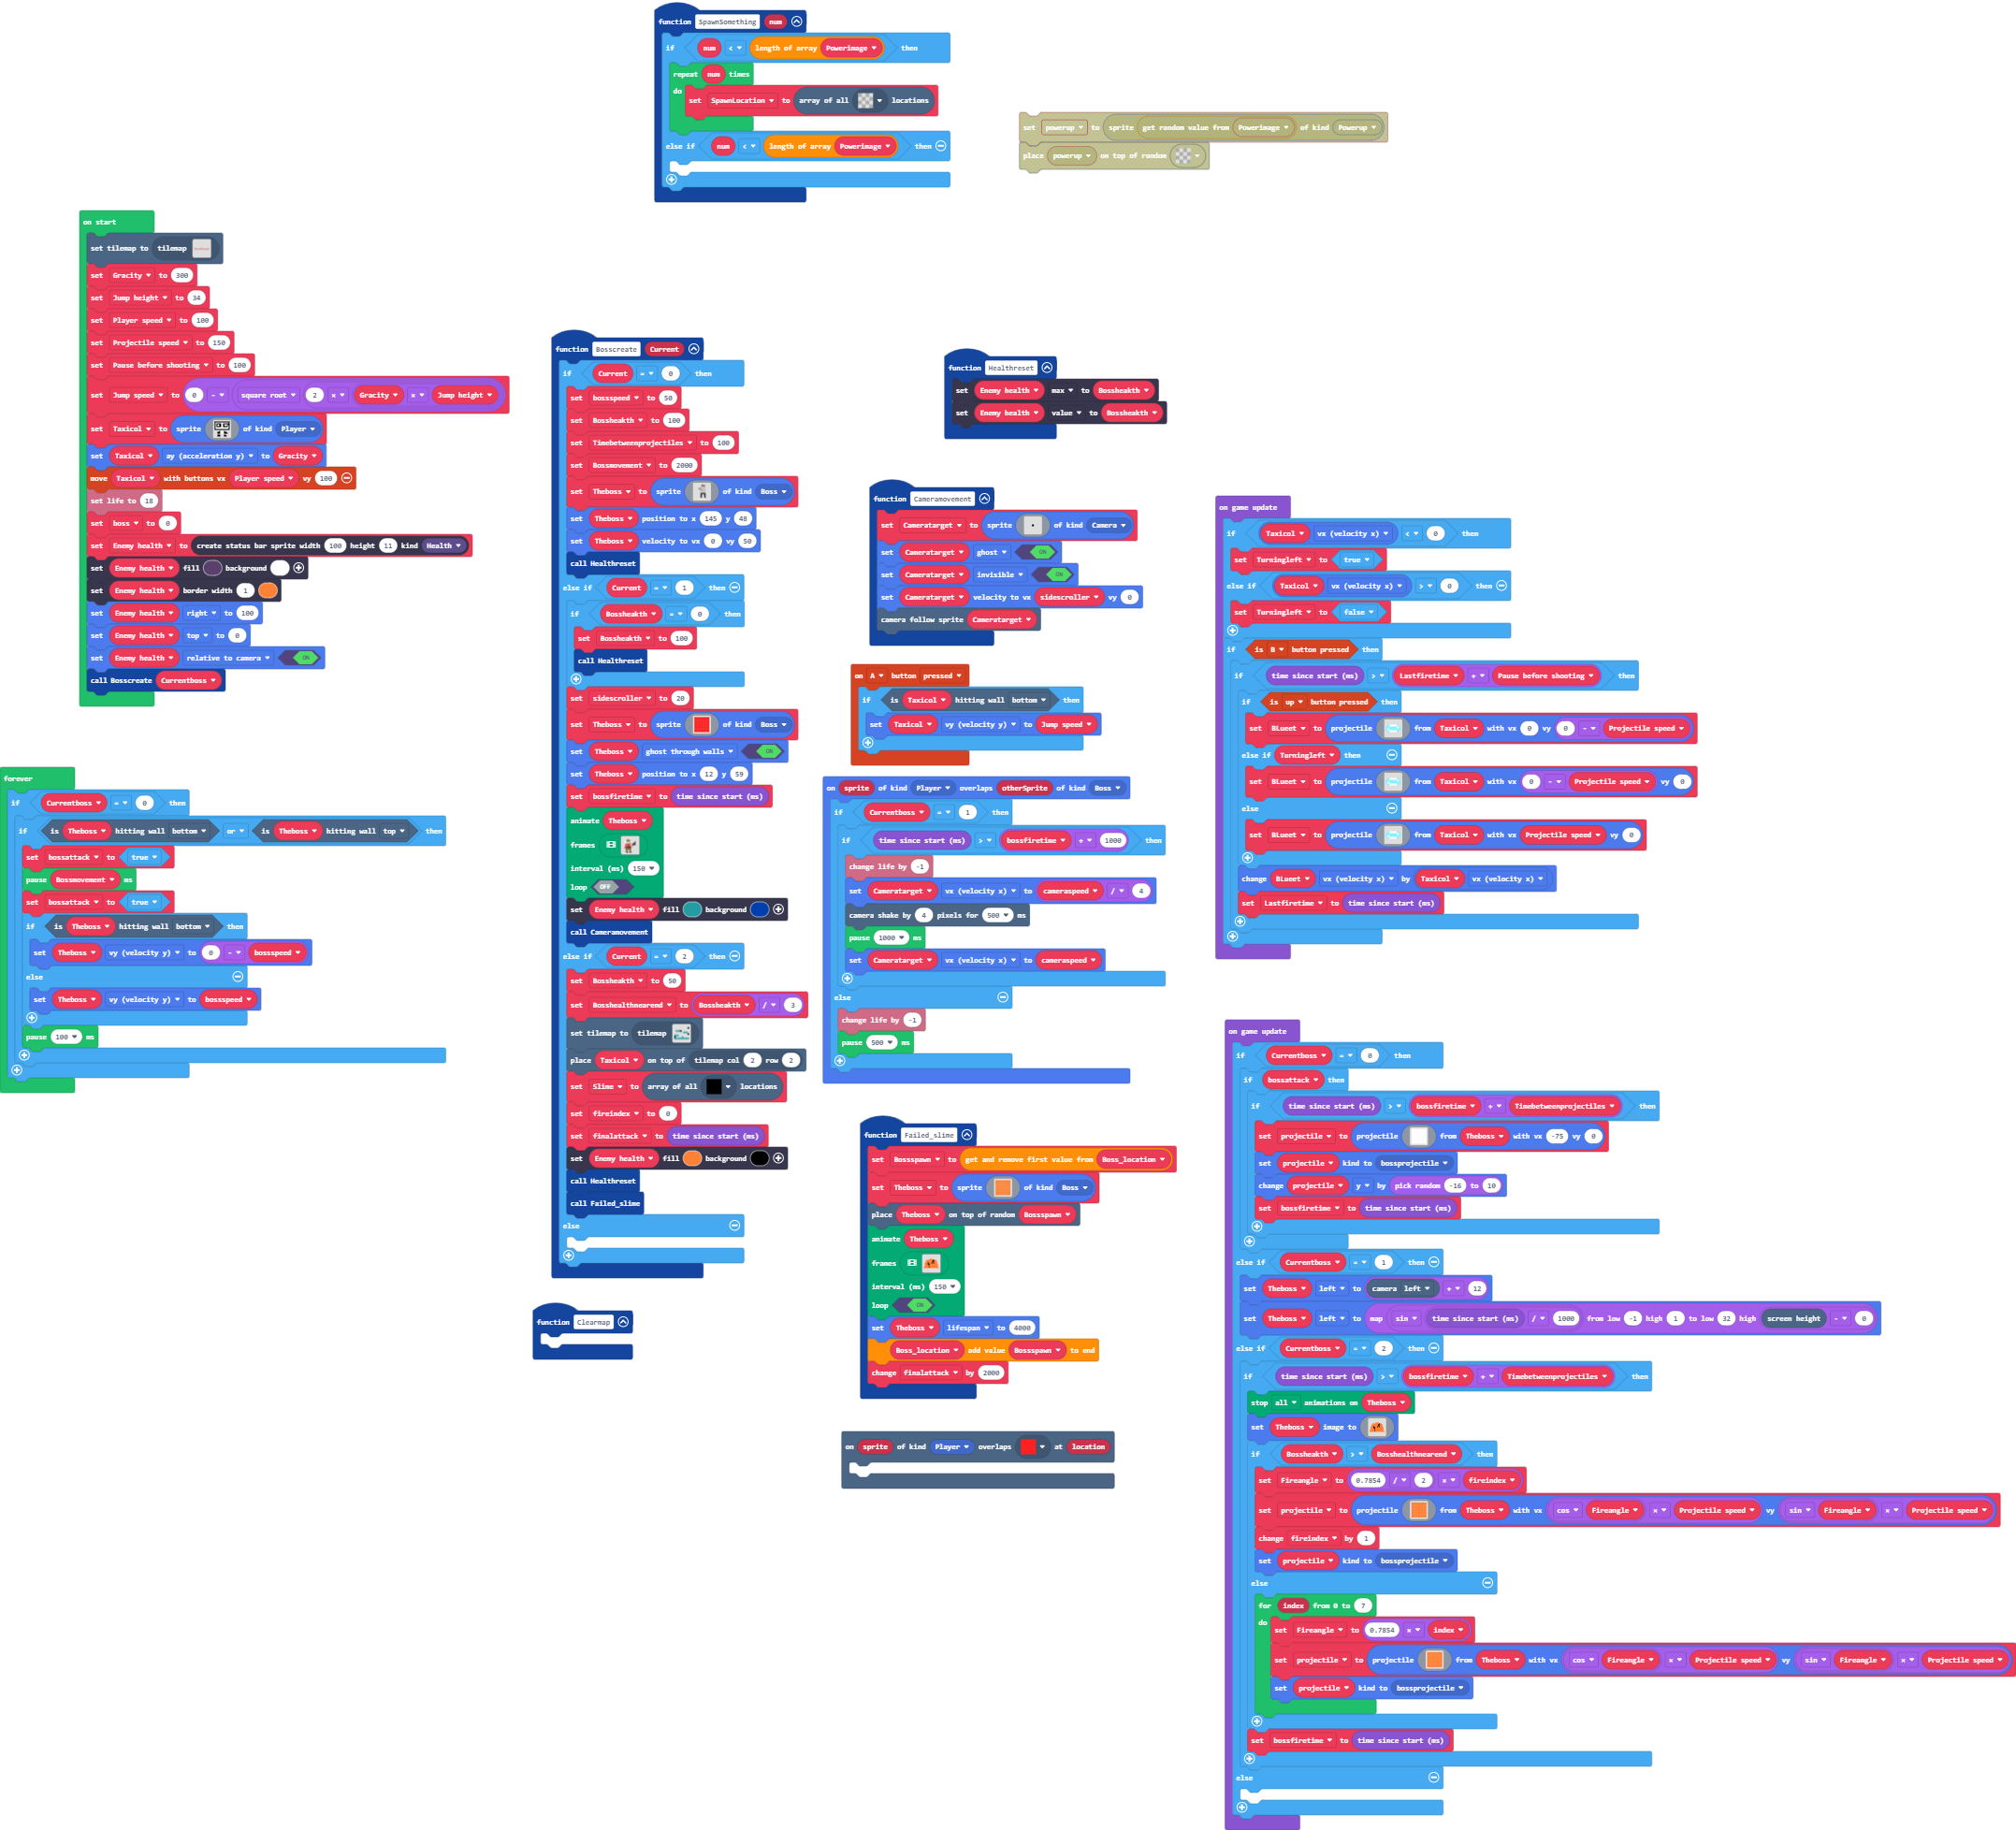 function SpawnSomething num
if num < length of array Powerimage then
repeat num times
do set SpawnLocation to array of all locations
else if num < length of array Powerimage then
set powerup to sprite get random value from Powerimage of kind Powerup
place powerup on top of random
on start
set tilemap to tilemap
set Gracity to 300
set Jump height to 34
set Player speed to 100
set Projectile speed to 150
set Pause before shooting to 100
set Jump speed to 0 - square root 2 × Gracity × Jump height
set Taxicol to sprite of kind Player
set Taxicol ay (acceleration y) to Gracity
move Taxicol with buttons vx Player speed vy 100
set life to 18
set boss to 0
set Enemy health to create status bar sprite width 100 height 11 kind Health
set Enemy health fill background
set Enemy health border width 1
set Enemy health right to 100
set Enemy health top to 0
set Enemy health relative to camera ON
call Bosscreate Currentboss
forever
if Currentboss = 0 then
if is Theboss hitting wall bottom or is Theboss hitting wall top then
set bossattack to true
pause Bossmovement ms
set bossattack to true
if is Theboss hitting wall bottom then
set Theboss vy (velocity y) to 0 - bossspeed
else
set Theboss vy (velocity y) to bossspeed
pause 100 ms
function Bosscreate Current
if Current = 0 then
set bossspeed to 50
set Bossheakth to 100
set Timebetweenprojectiles to 100
set Bossmovement to 2000
set Theboss to sprite of kind Boss
set Theboss position to x 145 y 48
set Theboss velocity to vx 0 vy 50
call Healthreset
else if Current = 1 then
if Bossheakth = 0 then
set Bossheakth to 100
call Healthreset
set sidescroller to 20
set Theboss to sprite of kind Boss
set Theboss ghost through walls ON
set Theboss position to x 12 y 59
set bossfiretime to time since start (ms)
animate Theboss
frames
interval (ms) 150
loop OFF
set Enemy health fill background
call Cameramovement
else if Current = 2 then
set Bossheakth to 50
set Bosshealthnearend to Bossheakth / 3
set tilemap to tilemap
place Taxicol on top of tilemap col 2 row 2
set Slime to array of all locations
set fireindex to 0
set finalattack to time since start (ms)
set Enemy health fill background
call Healthreset
call Failed_slime
else
function Clearmap
function Healthreset
set Enemy health max to Bossheakth
set Enemy health value to Bossheakth
function Cameramovement
set Cameratarget to sprite of kind Camera
set Cameratarget ghost ON
set Cameratarget invisible ON
set Cameratarget velocity to vx sidescroller vy 0
camera follow sprite Cameratarget
on A button pressed
if is Taxicol hitting wall bottom then
set Taxicol vy (velocity y) to Jump speed
on sprite of kind Player overlaps otherSprite of kind Boss
if Currentboss = 1 then
if time since start (ms) > bossfiretime + 1000 then
change life by -1
set Cameratarget vx (velocity x) to cameraspeed / 4
camera shake by 4 pixels for 500 ms
pause 1000 ms
set Cameratarget vx (velocity x) to cameraspeed
else
change life by -1
pause 500 ms
function Failed_slime
set Bossspawn to get and remove first value from Boss_location
set Theboss to sprite of kind Boss
place Theboss on top of random Bossspawn
animate Theboss
frames
interval (ms) 150
loop ON
set Theboss lifespan to 4000
Boss_location add value Bossspawn to end
change finalattack by 2000
on sprite of kind Player overlaps at location
on game update
if Taxicol vx (velocity x) < 0 then
set Turningleft to true
else if Taxicol vx (velocity x) > 0 then
set Turningleft to false
if is B button pressed then
if time since start (ms) > Lastfiretime + Pause before shooting then
if is up button pressed then
set BLueet to projectile from Taxicol with vx 0 vy 0 - Projectile speed
else if Turningleft then
set BLueet to projectile from Taxicol with vx 0 - Projectile speed vy 0
else
set BLueet to projectile from Taxicol with vx Projectile speed vy 0
change BLueet vx (velocity x) by Taxicol vx (velocity x)
set Lastfiretime to time since start (ms)
on game update
if Currentboss = 0 then
if bossattack then
if time since start (ms) > bossfiretime + Timebetweenprojectiles then
set projectile to projectile from Theboss with vx -75 vy 0
set projectile kind to bossprojectile
change projectile y by pick random -16 to 10
set bossfiretime to time since start (ms)
else if Currentboss = 1 then
set Theboss left to camera left + 12
set Theboss left to map sin time since start (ms) / 1000 from low -1 high 1 to low 32 high screen height - 0
else if Currentboss = 2 then
if time since start (ms) > bossfiretime + Timebetweenprojectiles then
stop all animations on Theboss
set Theboss image to
if Bossheakth > Bosshealthnearend then
set Fireangle to 0.7854 / 2 × fireindex
set projectile to projectile from Theboss with vx cos Fireangle × Projectile speed vy sin Fireangle × Projectile speed
change fireindex by 1
set projectile kind to bossprojectile
else
for index from 0 to 7
do set Fireangle to 0.7854 × index
set projectile to projectile from Theboss with vx cos Fireangle × Projectile speed vy sin Fireangle × Projectile speed
set projectile kind to bossprojectile
set bossfiretime to time since start (ms)
else